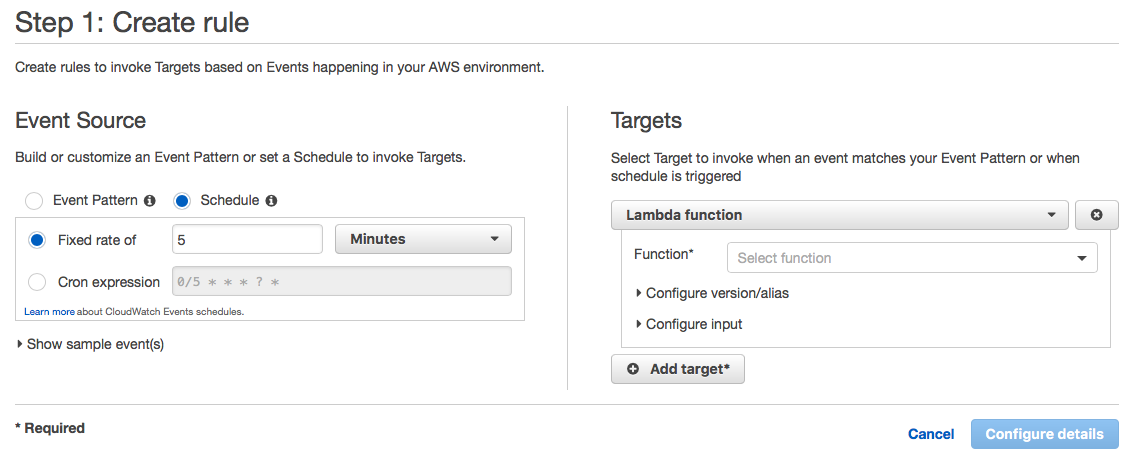 Step 1: Create rule
Create rules to invoke Targets based on Events happening in your AWS environment.
Event Source
Build or customize an Event Pattern or set a Schedule to invoke Targets.
Event Pattern Schedule
Fixed rate of 5 Minutes
Cron expression 0/5 * * * ? *
Learn more about CloudWatch Events schedules.
Show sample event(s)
Targets
Select Target to invoke when an event matches your Event Pattern or when
schedule is triggered
Lambda function
Function* Select function
Configure version/alias
Configure input
Add target*
* Required
Cancel Configure details